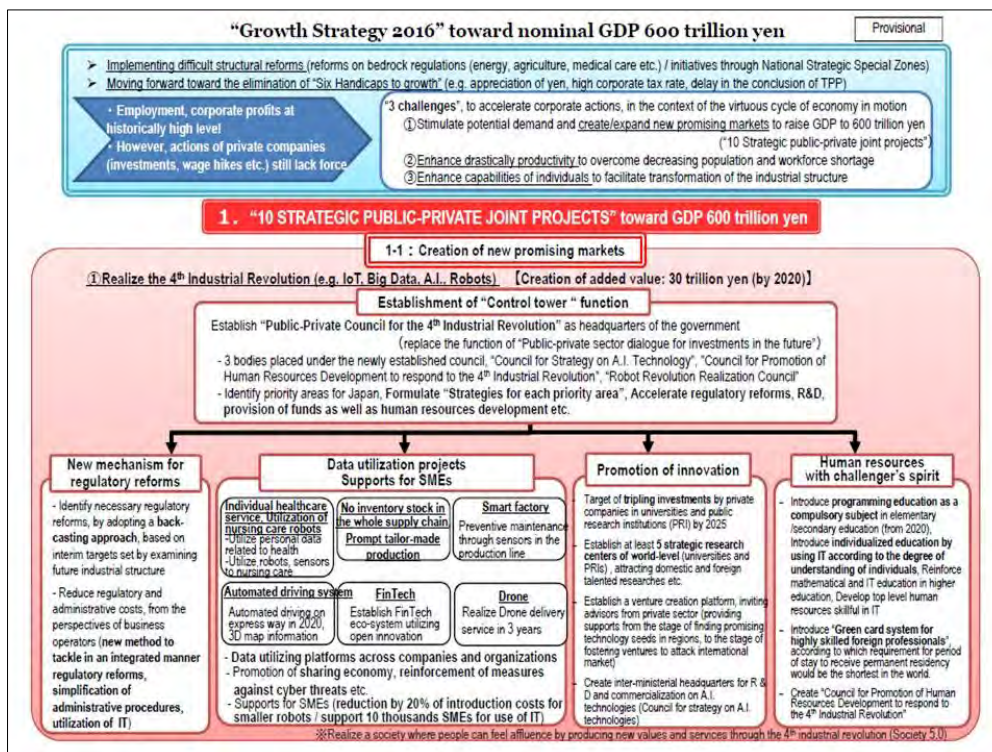 "Growth Strategy 2016" toward nominal GDP 600 trillion yen
Provisional
➤ Implementing difficult structural reforms (reforms on bedrock regulations (energy, agriculture, medical care etc.) / initiatives through National Strategic Special Zones)
➤ Moving forward toward the elimination of "Six Handicaps to growth" (e.g. appreciation of yen, high corporate tax rate, delay in the conclusion of TPP)
・Employment, corporate profits at
historically high level
・However, actions of private companies
(investments, wage hikes etc.) still lack force
"3 challenges", to accelerate corporate actions, in the context of the virtuous cycle of economy in motion
①Stimulate potential demand and create/expand new promising markets to raise GDP to 600 trillion yen
("10 Strategic public-private joint projects")
②Enhance drastically productivity to overcome decreasing population and workforce shortage
③Enhance capabilities of individuals to facilitate transformation of the industrial structure
1. "10 STRATEGIC PUBLIC-PRIVATE JOINT PROJECTS" toward GDP 600 trillion yen
1-1 : Creation of new promising markets
①Realize the 4th Industrial Revolution (e.g. IoT, Big Data, A.I., Robots) 【Creation of added value: 30 trillion yen (by 2020)】
Establishment of "Control tower " function
Establish "Public-Private Council for the 4th Industrial Revolution" as headquarters of the government
(replace the function of "Public-private sector dialogue for investments in the future")
- 3 bodies placed under the newly established council, "Council for Strategy on A.I. Technology", "Council for Promotion of
Human Resources Development to respond to the 4th Industrial Revolution", "Robot Revolution Realization Council"
- Identify priority areas for Japan, Formulate "Strategies for each priority area", Accelerate regulatory reforms, R&D,
provision of funds as well as human resources development etc.
New mechanism for
regulatory reforms
- Identify necessary regulatory
reforms, by adopting a back-
casting approach, based on
interim targets set by examining
future industrial structure
- Reduce regulatory and
administrative costs, from the
perspectives of business
operators (new method to
tackle in an integrated manner
regulatory reforms,
simplification of
administrative procedures,
utilization of IT)
Data utilization projects
Supports for SMEs
Individual healthcare
service, Utilization of
nursing care robots
-Utilize personal data
related to health
-Utilize robots, sensors
to nursing care
No inventory stock in
the whole supply chain
Prompt tailor-made
production
Smart factory
Preventive maintenance
through sensors in the
production line
Automated driving system
Automated driving on
express way in 2020,
3D map information
FinTech
Establish FinTech
eco-system utilizing
open innovation
Drone
Realize Drone delivery
service in 3 years
- Data utilizing platforms across companies and organizations
- Promotion of sharing economy, reinforcement of measures
against cyber threats etc.
- Supports for SMEs (reduction by 20% of introduction costs for
smaller robots / support 10 thousands SMEs for use of IT)
Promotion of innovation
- Target of tripling investments by private
companies in universities and public
research institutions (PRI) by 2025
- Establish at least 5 strategic research
centers of world-level (universities and
PRIs) , attracting domestic and foreign
talented researches etc.
- Establish a venture creation platform, inviting
advisors from private sector (providing
supports from the stage of finding promising
technology seeds in regions, to the stage of
fostering ventures to attack international
market)
- Create inter-ministerial headquarters for R &
D and commercialization on A.I.
technologies (Council for strategy on A.I.
technologies)
Human resources
with challenger's spirit
- Introduce programming education as a
compulsory subject in elementary
/secondary education (from 2020),
Introduce individualized education by
using IT according to the degree of
understanding of individuals, Reinforce
mathematical and IT education in higher
education, Develop top level human
resources skillful in IT
- Introduce "Green card system for
highly skilled foreign professionals",
according to which requirement for period
of stay to receive permanent residency
would be the shortest in the world.
- Create "Council for Promotion of Human
Resources Development to respond to
the 4th Industrial Revolution"
※Realize a society where people can feel affluence by producing new values and services through the 4th industrial revolution (Society 5.0)